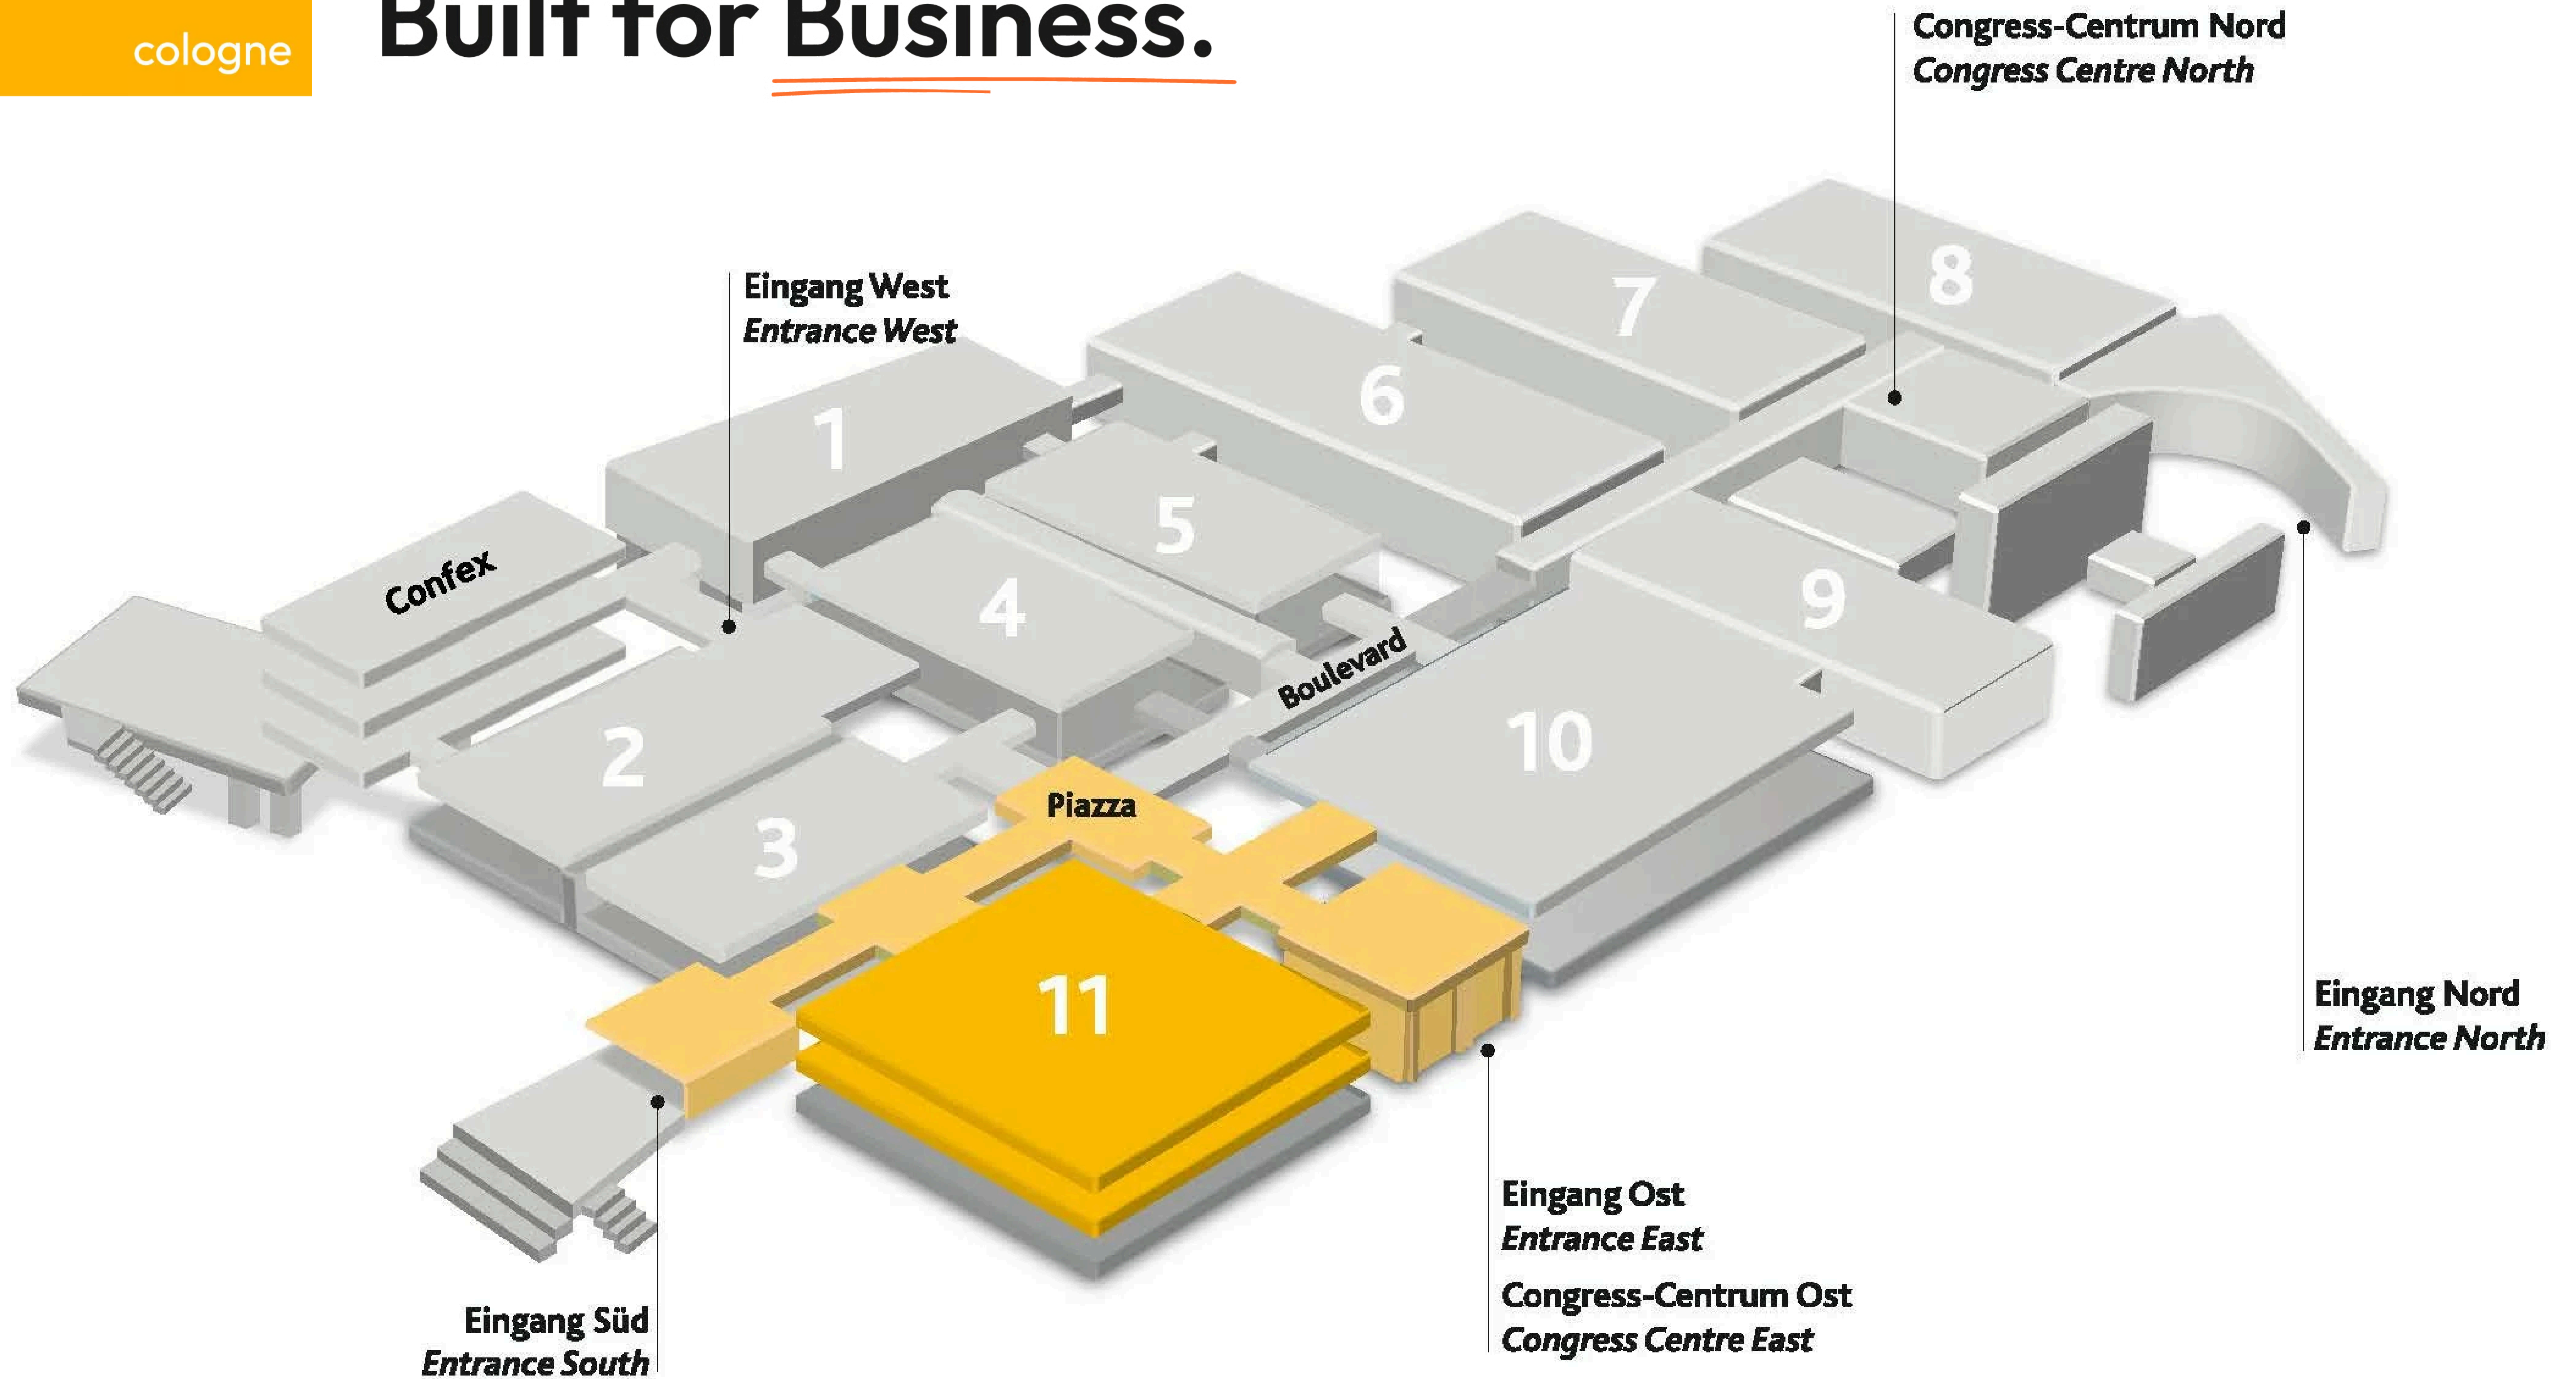 cologne
Built for Business.
Congress-Centrum Nord
Congress Centre North
Eingang West
Entrance West
8
7
6
1
5
Confex
4
9
Boulevard
2
10
Piazza
3
11
Eingang Nord
Entrance North
Eingang Ost
Entrance East
Congress-Centrum Ost
Congress Centre East
Eingang Süd
Entrance South